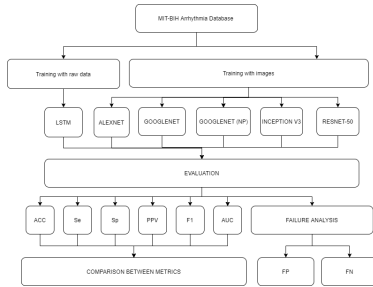 MIT-BIH Arrhythmia Database
Training with raw data
Training with images
LSTM
ALEXNET
GOOGLENET
GOOGLENET (NP)
INCEPTION V3
RESNET-50
EVALUATION
ACC
Se
Sp
PPV
F1
AUC
FAILURE ANALYSIS
COMPARISON BETWEEN METRICS
FP
FN